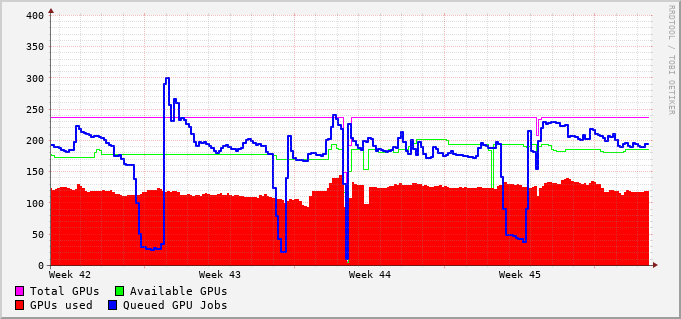 400
350
300
250
200
150
100
50
0
Week 42 Week 43 Week 44 Week 45
Total GPUs Available GPUs
GPUs used Queued GPU Jobs
RRDTOOL / TOBI OETIKER